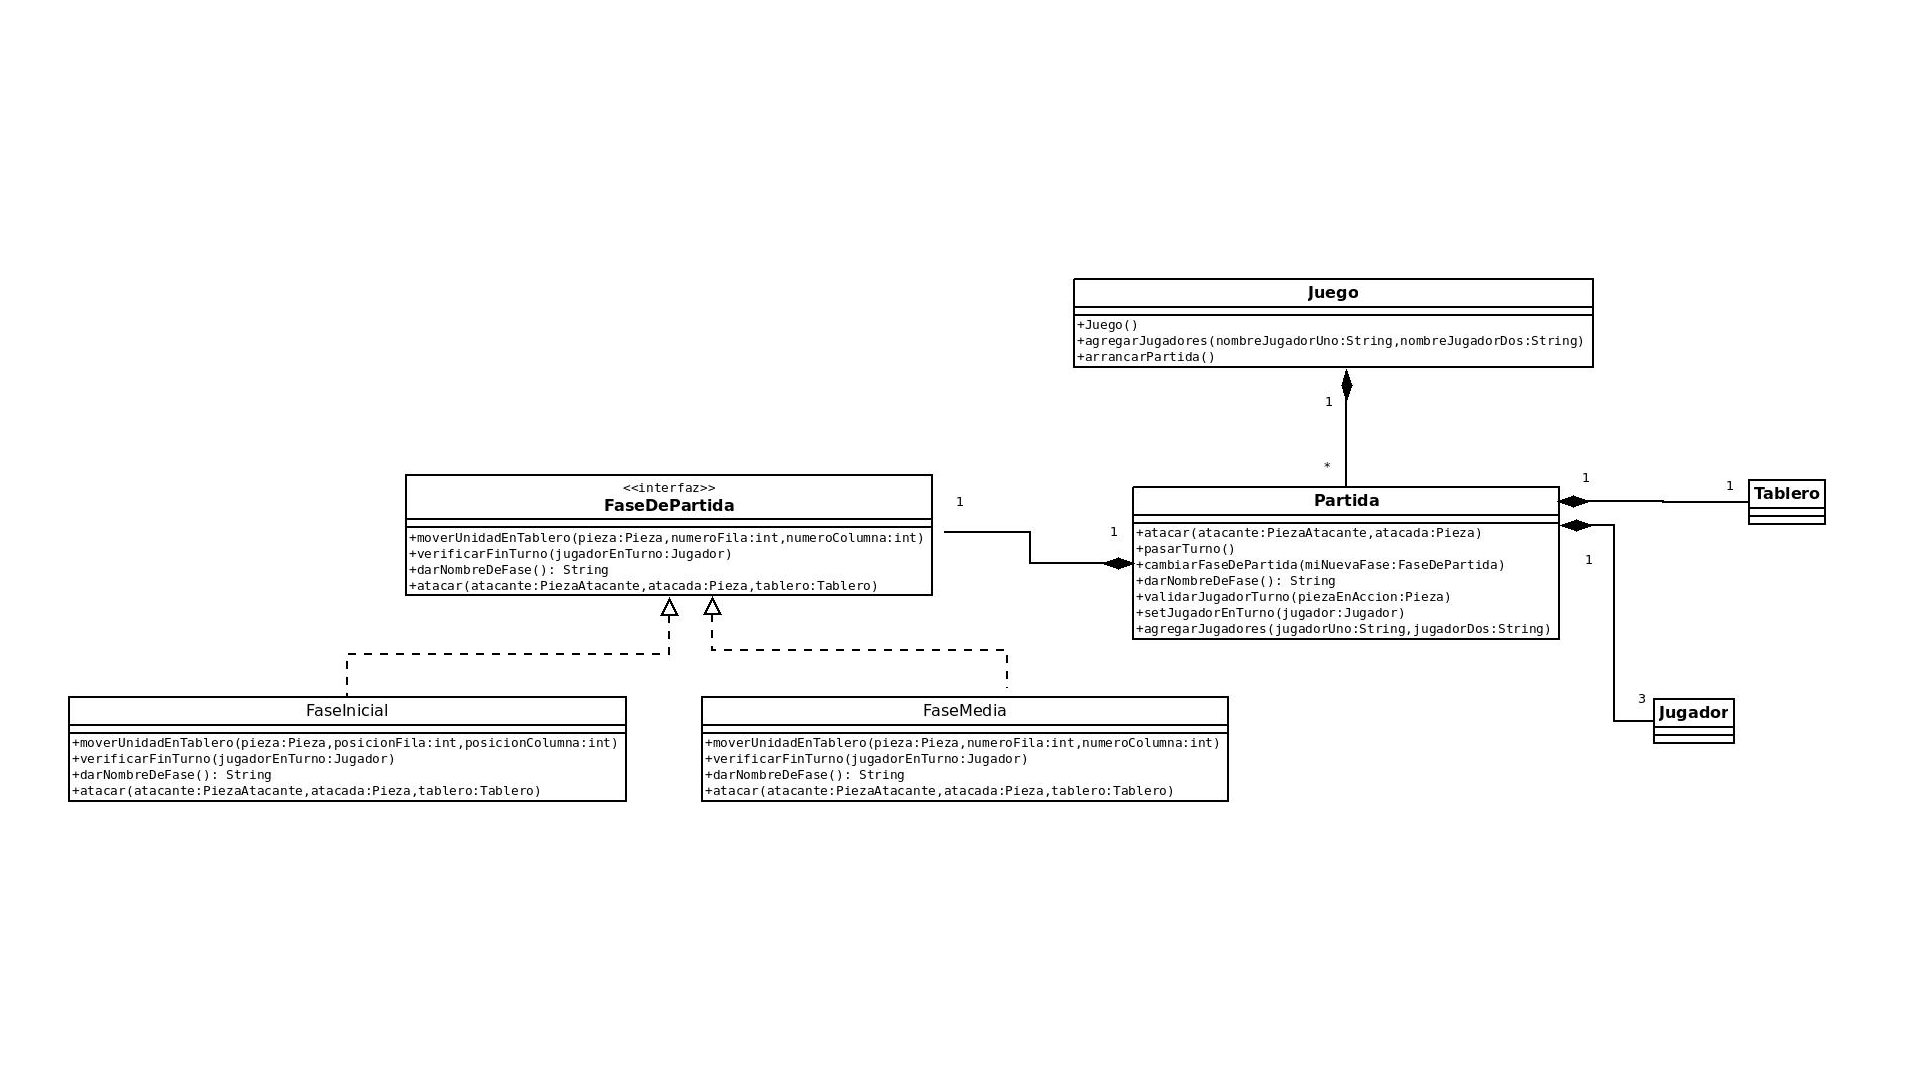 Juego
+Juego()
+agregarJugadores(nombreJugadorUno:String,nombreJugadorDos:String)
+arrancarPartida()
1
*
<<interfaz>>
FaseDePartida
+moverUnidadEnTablero(pieza:Pieza,numeroFila:int,numeroColumna:int)
+verificarFinTurno(jugadorEnTurno:Jugador)
+darNombreDeFase(): String
+atacar(atacante:PiezaAtacante,atacada:Pieza,tablero:Tablero)
1
1
Partida
+atacar(atacante:PiezaAtacante,atacada:Pieza)
+pasarTurno()
+cambiarFaseDePartida(miNuevaFase:FaseDePartida)
+darNombreDeFase(): String
+validarJugadorTurno(piezaEnAccion:Pieza)
+setJugadorEnTurno(jugador:Jugador)
+agregarJugadores(jugadorUno:String,jugadorDos:String)
1
1
Tablero
1
3
Jugador
FaseInicial
+moverUnidadEnTablero(pieza:Pieza,posicionFila:int,posicionColumna:int)
+verificarFinTurno(jugadorEnTurno:Jugador)
+darNombreDeFase(): String
+atacar(atacante:PiezaAtacante,atacada:Pieza,tablero:Tablero)
FaseMedia
+moverUnidadEnTablero(pieza:Pieza,numeroFila:int,numeroColumna:int)
+verificarFinTurno(jugadorEnTurno:Jugador)
+darNombreDeFase(): String
+atacar(atacante:PiezaAtacante,atacada:Pieza,tablero:Tablero)